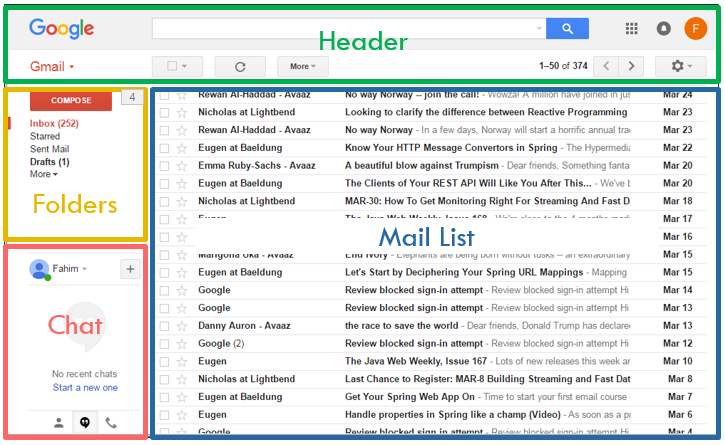 Google
F
Header
Gmail
More
1–50 of 374
COMPOSE
4
Inbox (252)
Starred
Sent Mail
Drafts (1)
More
Folders
Fahim
+
Chat
No recent chats
Start a new one
Rewan Al-Haddad - Avaaz No way Norway -- join the call! - Wowza! A million have joined in jus Mar 24
Nicholas at Lightbend Looking to clarify the difference between Reactive Programming Mar 23
Rewan Al-Haddad - Avaaz No way Norway - In a few days, Norway will start a horrific annual trad Mar 23
Eugen at Baeldung Know Your HTTP Message Convertors in Spring - The Hypermedia Mar 22
Emma Ruby-Sachs - Avaaz A beautiful blow against Trumpism - Dear friends, Something fanta Mar 20
Eugen at Baeldung The Clients of Your REST API Will Like You After This... - We've b Mar 20
Nicholas at Lightbend MAR-30: How To Get Monitoring Right For Streaming And Fast D Mar 18
Eugen The Java Web Weekly, Issue 168 - We're close to the 4 months mark Mar 17
Mar 16
Mail List
Marigona Oka - Avaaz End Ivory - Elephants are being born without tusks – an extraordinary Mar 15
Eugen at Baeldung Let's Start by Deciphering Your Spring URL Mappings - Mapping Mar 15
Google Review blocked sign-in attempt - Review blocked sign-in attempt Hi Mar 14
Google Review blocked sign-in attempt - Review blocked sign-in attempt Hi Mar 13
Danny Auron - Avaaz the race to save the world - Dear friends, Donald Trump has declared Mar 13
Google (2) Review blocked sign-in attempt - Review blocked sign-in attempt Hi Mar 12
Eugen The Java Web Weekly, Issue 167 - Lots of new releases this week an Mar 10
Nicholas at Lightbend Last Chance to Register: MAR-8 Building Streaming and Fast Dat Mar 8
Eugen at Baeldung Get Your Spring Web App On - Time to start your first email course Mar 7
Eugen Handle properties in Spring like a champ (Video) - As soon as a p Mar 6
Google Review blocked sign-in attempt - Review blocked sign-in attempt Hi Mar 4